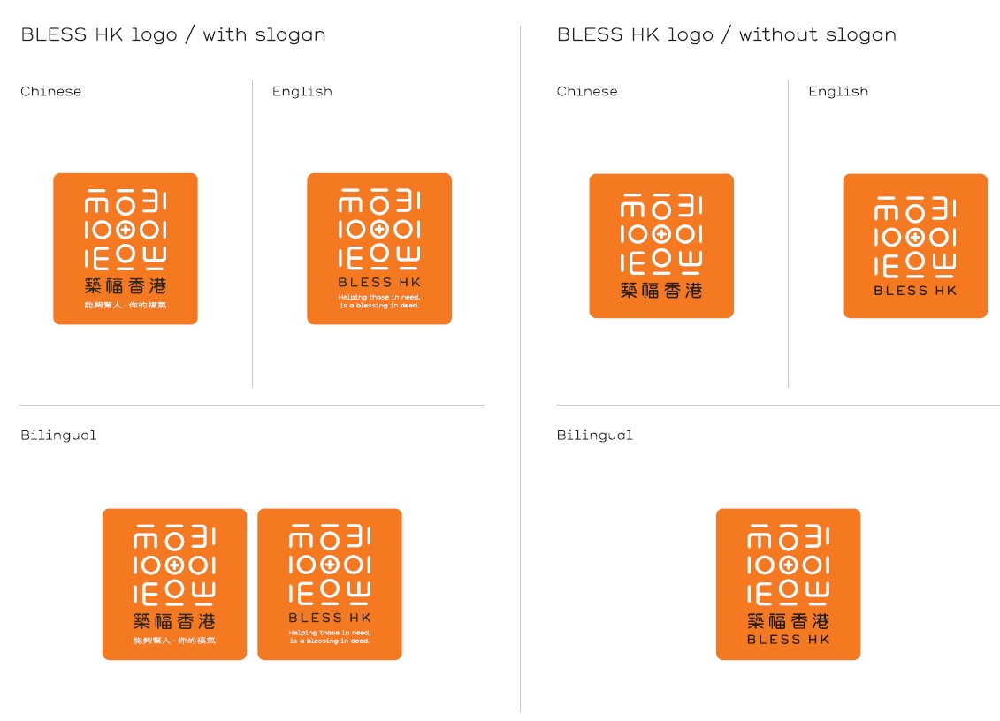 BLESS HK logo / with slogan
Chinese
築福香港
能夠幫人·你的福氣
English
BLESS HK
Helping those in need,
is a blessing in deed.
Bilingual
築福香港
能夠幫人·你的福氣
BLESS HK
Helping those in need,
is a blessing in deed.
BLESS HK logo / without slogan
Chinese
築福香港
English
BLESS HK
Bilingual
築福香港
BLESS HK